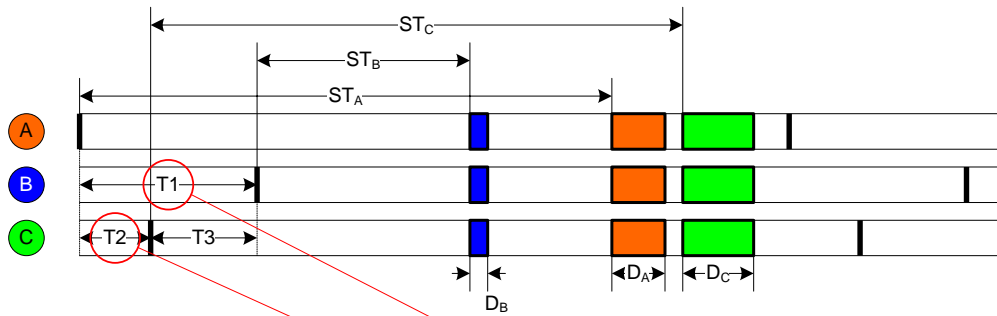 ST_C
ST_B
ST_A
A
B
T1
C
T2 T3
D_B D_A D_C